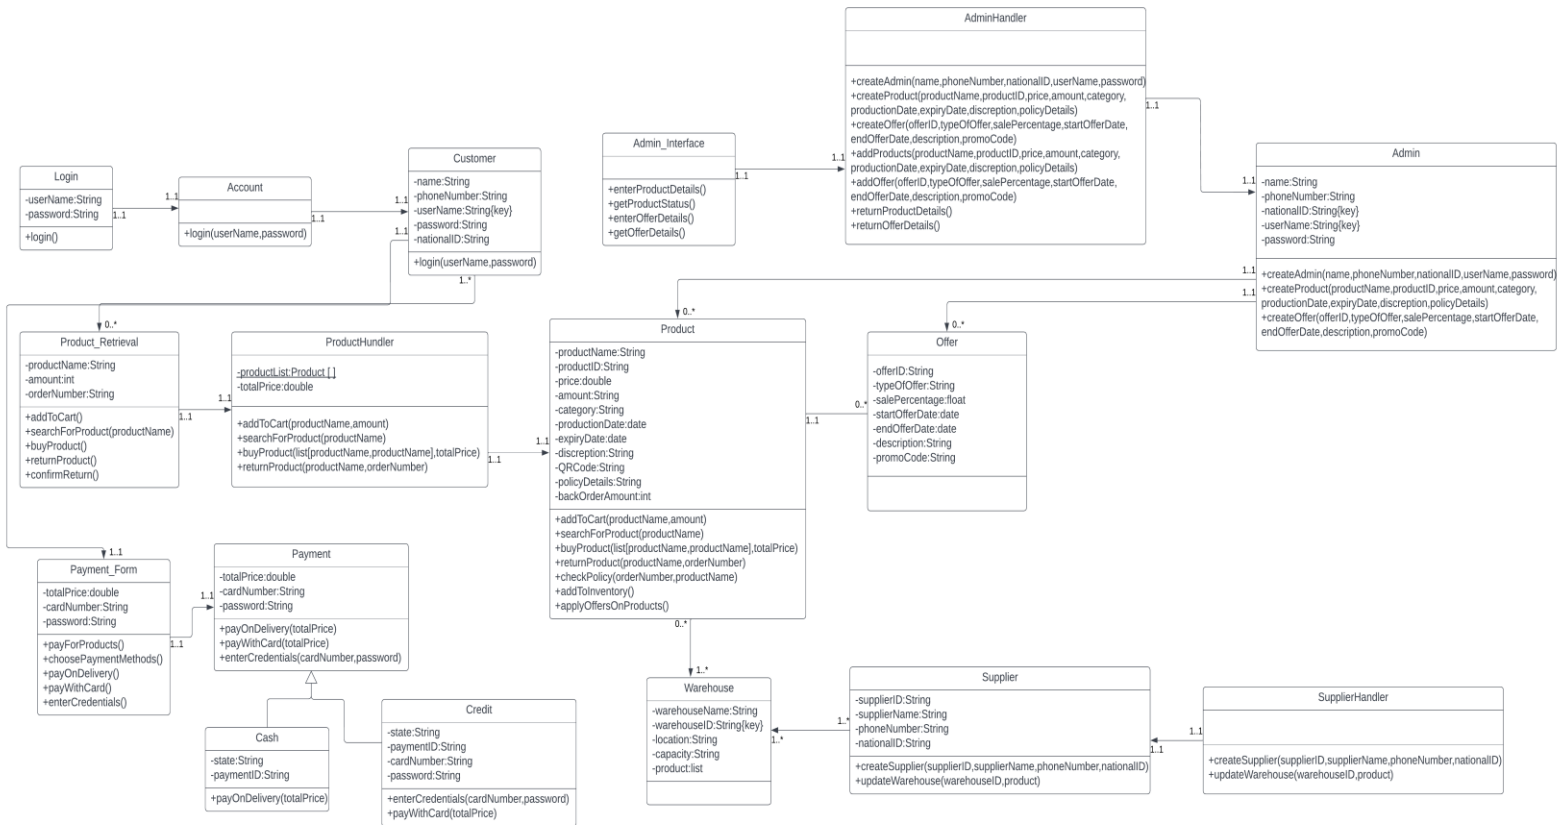 AdminHandler
+createAdmin(name,phoneNumber,nationalID,userName,password)
+createProduct(productName,productID,price,amount,category,
productionDate,expiryDate,discreption,policyDetails)
+createOffer(offerID,typeOfOffer,salePercentage,startOfferDate,
endOfferDate,description,promoCode)
+addProducts(productName,productID,price,amount,category,
productionDate,expiryDate,discreption,policyDetails)
+addOffer(offerID,typeOfOffer,salePercentage,startOfferDate,
endOfferDate,description,promoCode)
+returnProductDetails()
+returnOfferDetails()
1..1
1..1
Login
-userName:String
-password:String
+login()
1..1
1..1
Account
+login(userName,password)
1..1
1..1
Customer
-name:String
-phoneNumber:String
-userName:String{key}
-password:String
-nationalID:String
+login(userName,password)
1..1
1..*
Admin_Interface
+enterProductDetails()
+getProductStatus()
+enterOfferDetails()
+getOfferDetails()
1..1
1..1
Admin
-name:String
-phoneNumber:String
-nationalID:String{key}
-userName:String{key}
-password:String
+createAdmin(name,phoneNumber,nationalID,userName,password)
+createProduct(productName,productID,price,amount,category,
productionDate,expiryDate,discreption,policyDetails)
+createOffer(offerID,typeOfOffer,salePercentage,startOfferDate,
endOfferDate,description,promoCode)
1..1
1..1
0..*
0..*
0..*
Product_Retrieval
-productName:String
-amount:int
-orderNumber:String
+addToCart()
+searchForProduct(productName)
+buyProduct()
+returnProduct()
+confirmReturn()
1..1
1..1
ProductHundler
-productList:Product [ ]
-totalPrice:double
+addToCart(productName,amount)
+searchForProduct(productName)
+buyProduct(list[productName,productName],totalPrice)
+returnProduct(productName,orderNumber)
1..1
1..1
Product
-productName:String
-productID:String
-price:double
-amount:String
-category:String
-productionDate:date
-expiryDate:date
-discreption:String
-QRCode:String
-policyDetails:String
-backOrderAmount:int
+addToCart(productName,amount)
+searchForProduct(productName)
+buyProduct(list[productName,productName],totalPrice)
+returnProduct(productName,orderNumber)
+checkPolicy(orderNumber,productName)
+addToInventory()
+applyOffersOnProducts()
1..1
0..*
Offer
-offerID:String
-typeOfOffer:String
-salePercentage:float
-startOfferDate:date
-endOfferDate:date
-description:String
-promoCode:String
1..1
Payment_Form
-totalPrice:double
-cardNumber:String
-password:String
+payForProducts()
+choosePaymentMethods()
+payOnDelivery()
+payWithCard()
+enterCredentials()
1..1
1..1
Payment
-totalPrice:double
-cardNumber:String
-password:String
+payOnDelivery(totalPrice)
+payWithCard(totalPrice)
+enterCredentials(cardNumber,password)
Cash
-state:String
-paymentID:String
+payOnDelivery(totalPrice)
Credit
-state:String
-paymentID:String
-cardNumber:String
-password:String
+enterCredentials(cardNumber,password)
+payWithCard(totalPrice)
0..*
1..*
Warehouse
-warehouseName:String
-warehouseID:String{key}
-location:String
-capacity:String
-product:list
1..*
1..*
Supplier
-supplierID:String
-supplierName:String
-phoneNumber:String
-nationalID:String
+createSupplier(supplierID,supplierName,phoneNumber,nationalID)
+updateWarehouse(warehouseID,product)
1..1
1..1
SupplierHandler
+createSupplier(supplierID,supplierName,phoneNumber,nationalID)
+updateWarehouse(warehouseID,product)